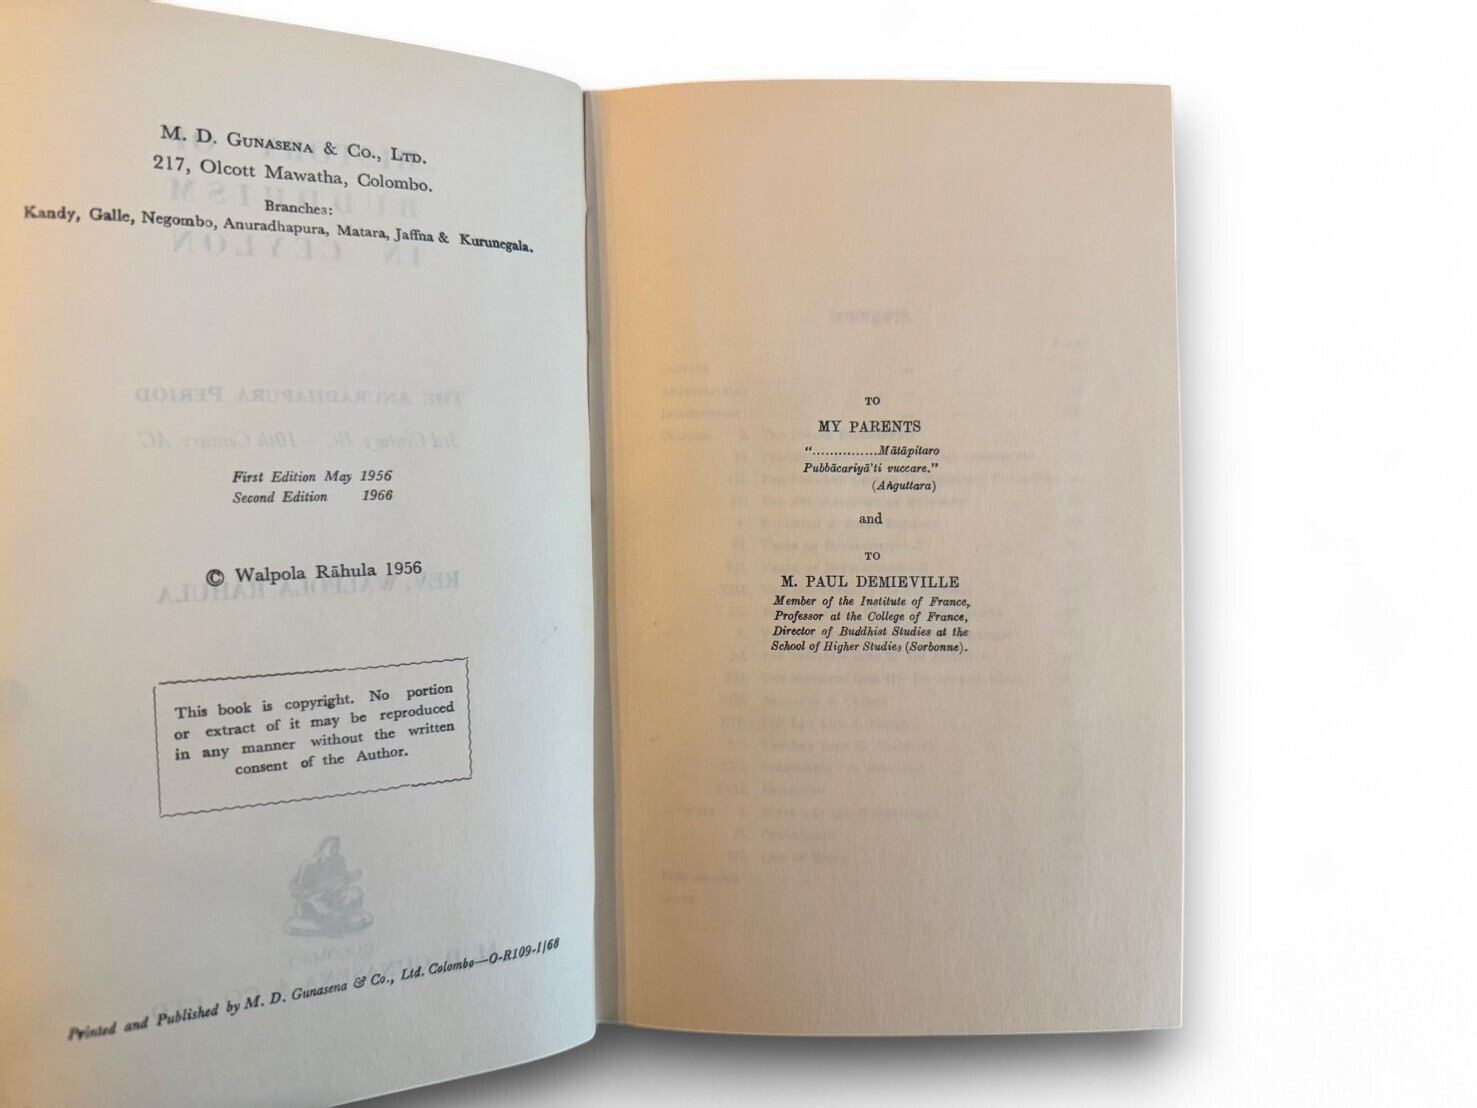 M. D. GUNASENA & CO., LTD.
217, Olcott Mawatha, Colombo.
Branches:
Kandy, Galle, Negombo, Anuradhapura, Matara, Jaffna & Kurunegala.
First Edition May 1956
Second Edition 1966
© Walpola Rāhula 1956
This book is copyright. No portion
or extract of it may be reproduced
in any manner without the written
consent of the Author.
Printed and Published by M. D. Gunasena & Co., Ltd. Colombo—O-R109-1/68
TO
MY PARENTS
“...............Mātāpitaro
Pubbācariyā'ti vuccare.”
(Aṅguttara)
and
TO
M. PAUL DEMIEVILLE
Member of the Institute of France,
Professor at the College of France,
Director of Buddhist Studies at the
School of Higher Studies (Sorbonne).